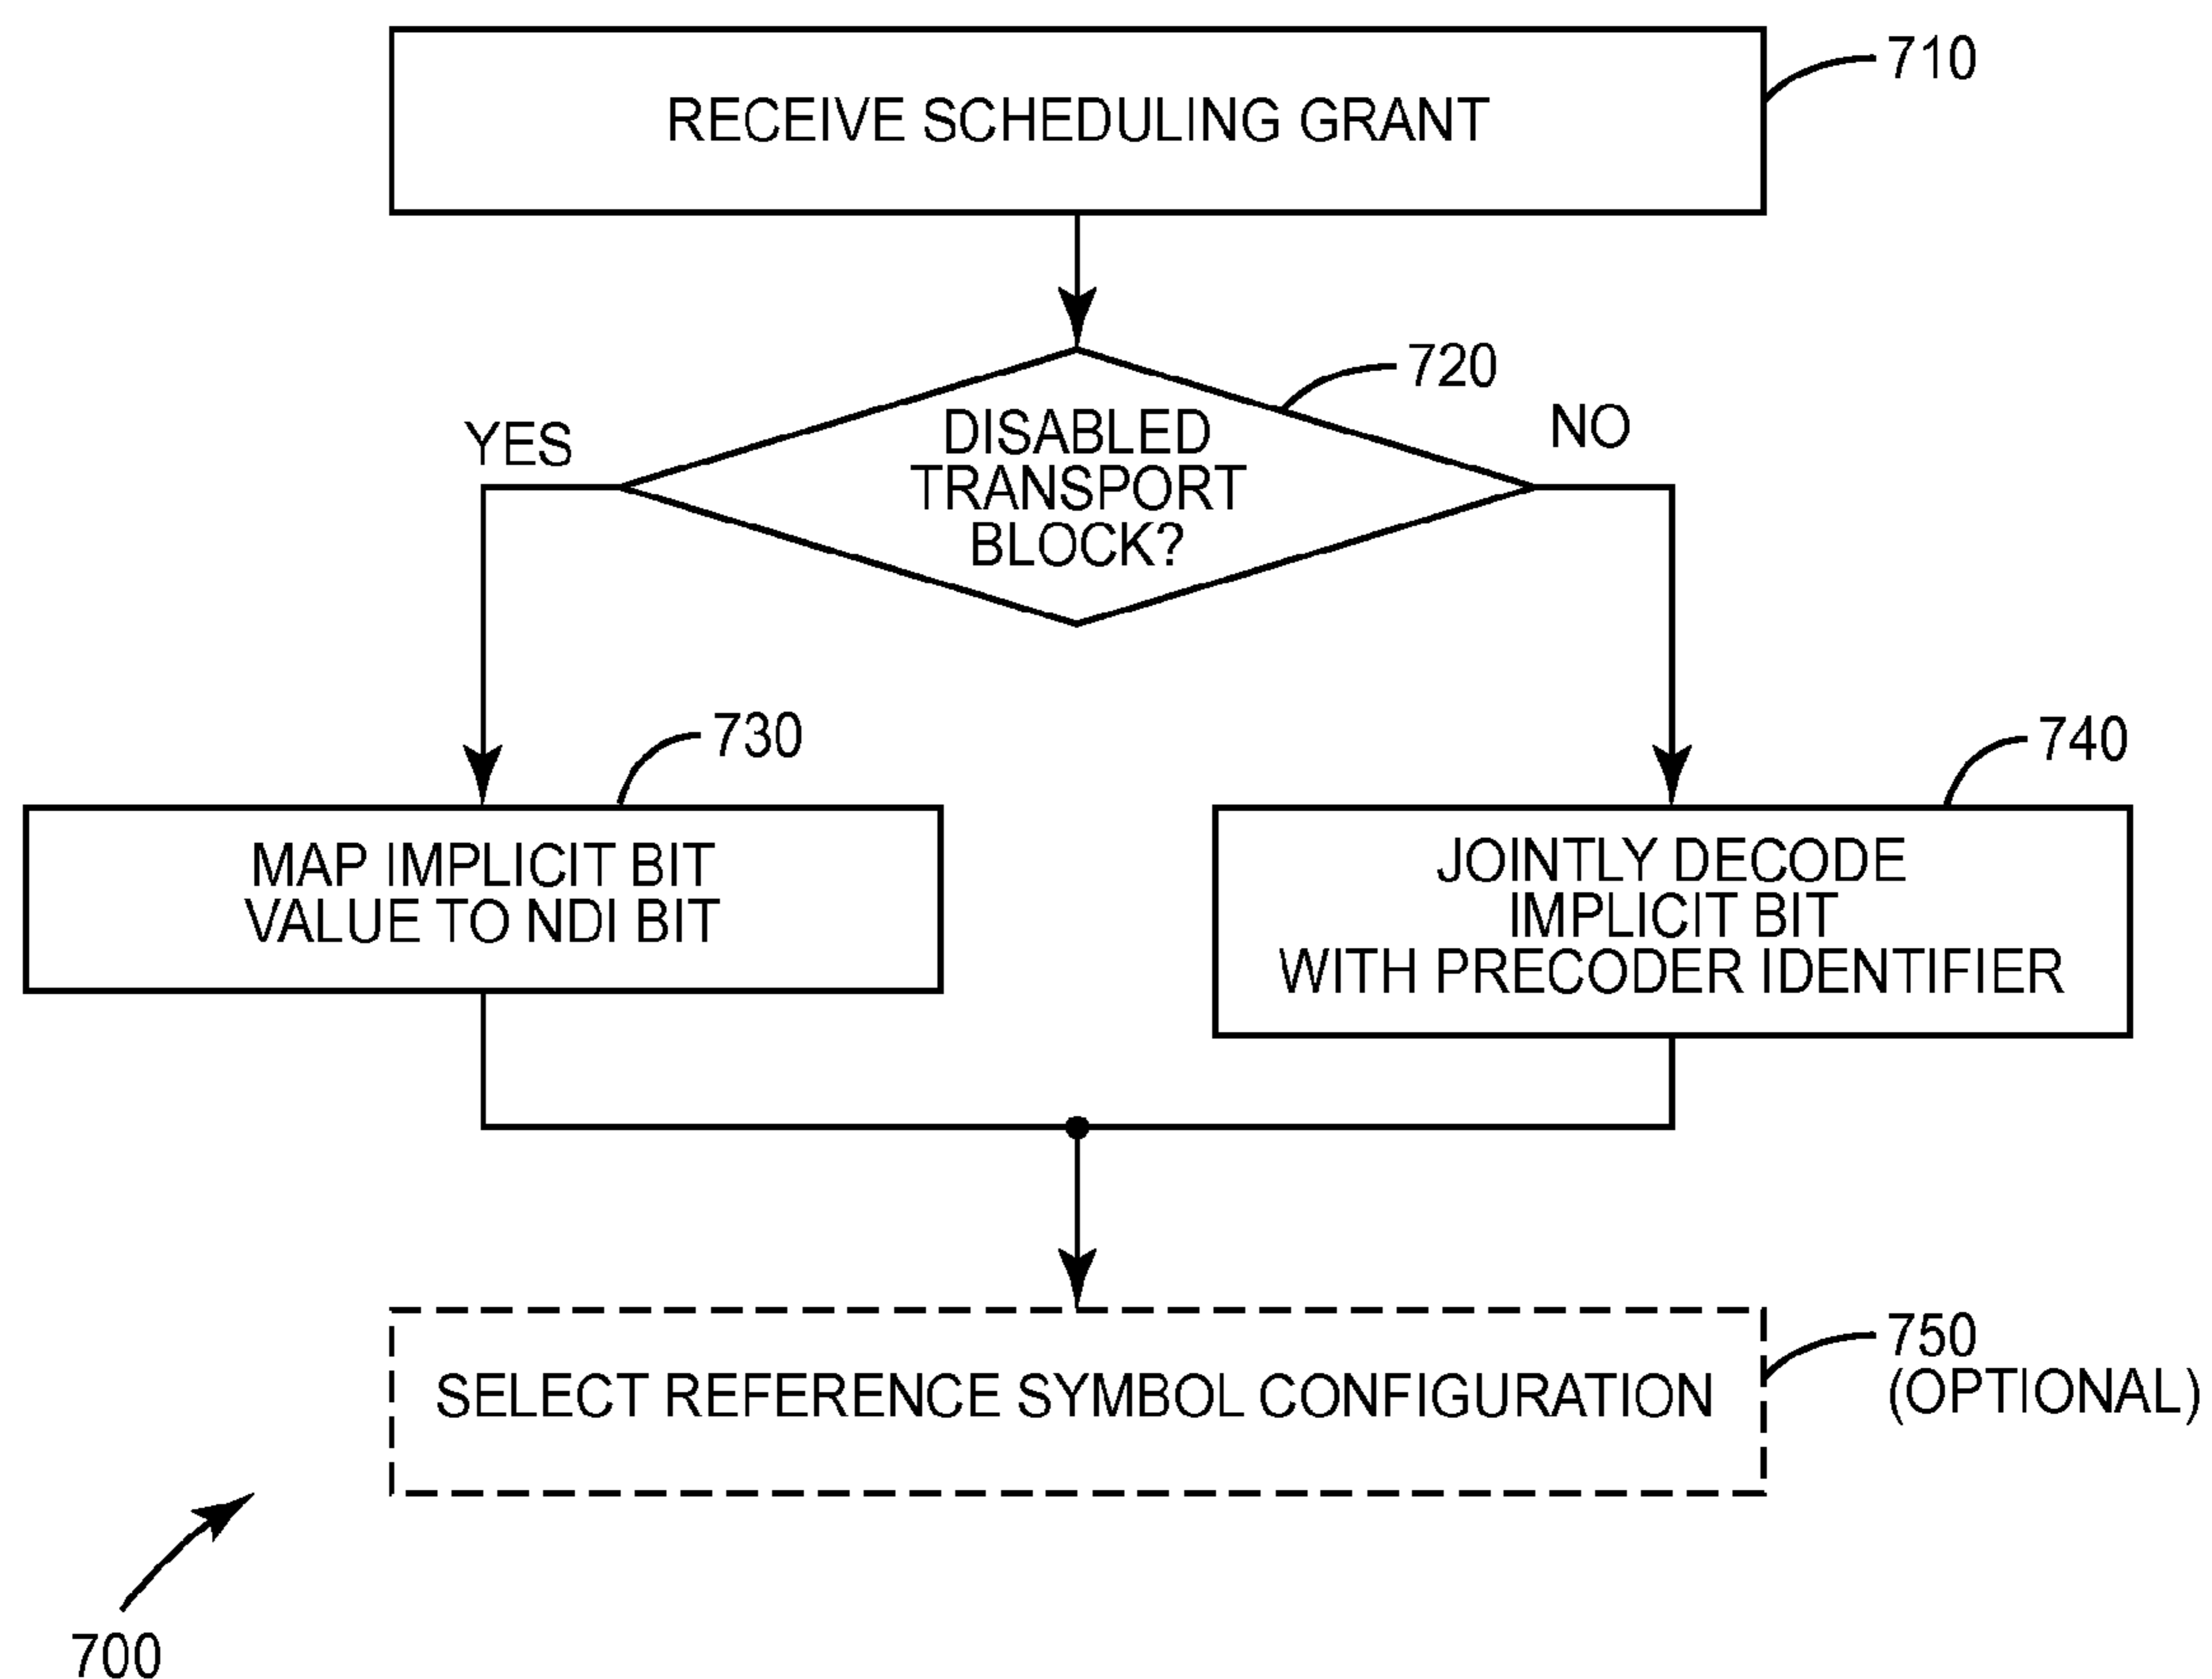 RECEIVE SCHEDULING GRANT
710
720
DISABLED
TRANSPORT
BLOCK?
YES
NO
730
740
MAP IMPLICIT BIT
VALUE TO NDI BIT
JOINTLY DECODE
IMPLICIT BIT
WITH PRECODER IDENTIFIER
SELECT REFERENCE SYMBOL CONFIGURATION
750
(OPTIONAL)
700